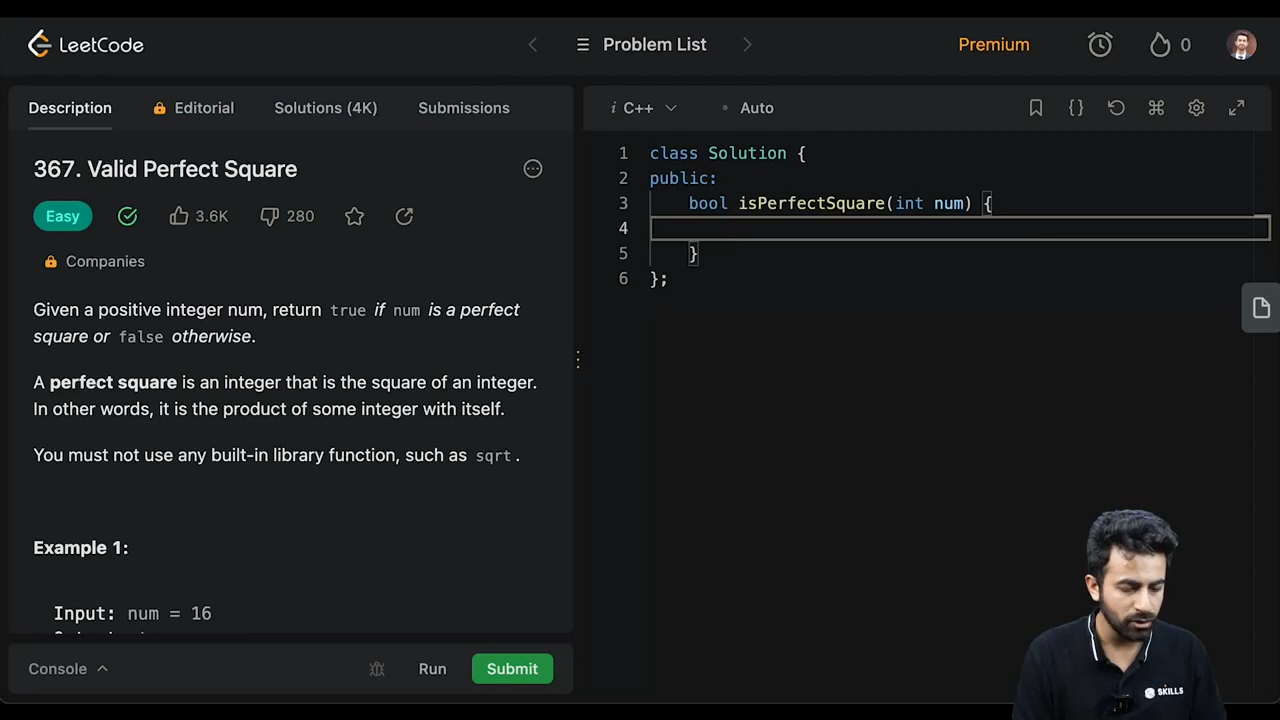 LeetCode
Problem List
Premium
0
Description
Editorial
Solutions (4K)
Submissions
i C++
Auto
367. Valid Perfect Square
Easy
3.6K
280
Companies
Given a positive integer num, return true if num is a perfect
square or false otherwise.
A perfect square is an integer that is the square of an integer.
In other words, it is the product of some integer with itself.
You must not use any built-in library function, such as sqrt.
Example 1:
Input: num = 16
Console
Run
Submit
1 class Solution {
2 public:
3 bool isPerfectSquare(int num) {
4
5 }
6 };
SKILLS